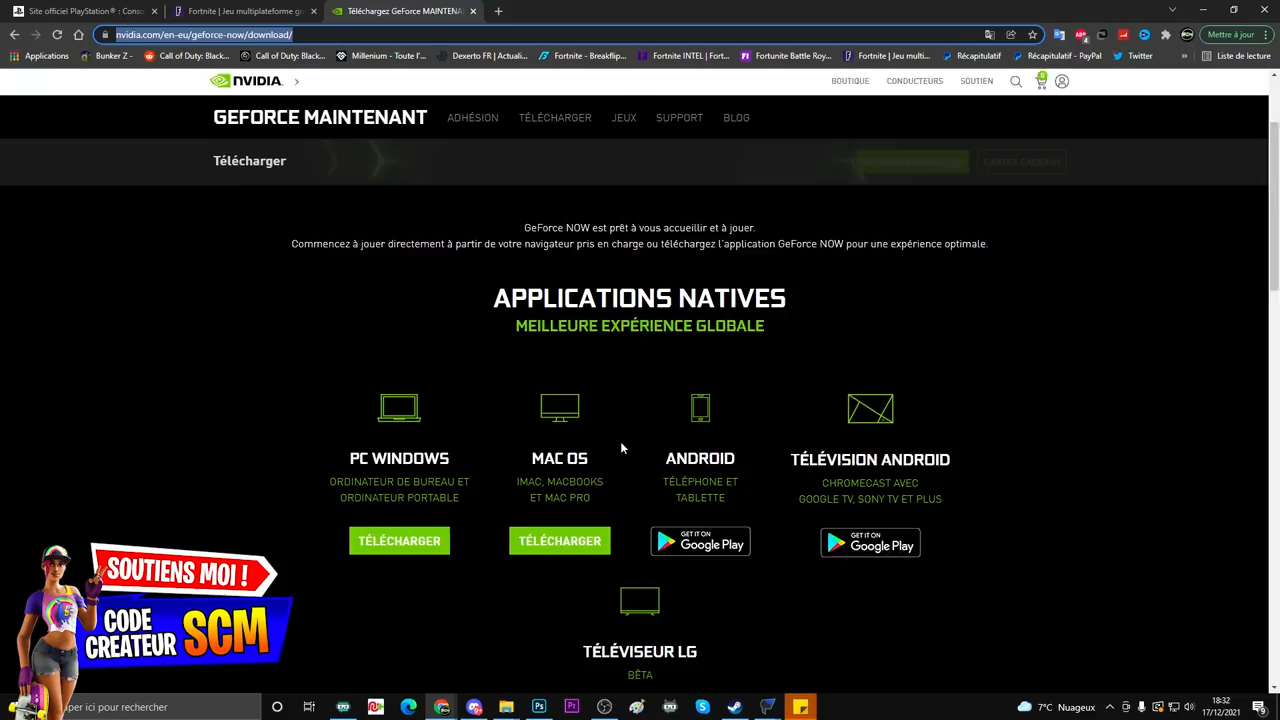 Site officiel PlayStation® : Conso
Fortnite | Jeu multiplateforme gr
Téléchargez GeForce MAINTENANT
nvidia.com/en-eu/geforce-now/download/
Mettre à jour
Applications
Bunker Z -
Call of Duty: Black...
Call of Duty: Black...
Millenium - Toute l'...
Dexerto FR | Actuali...
Fortnite - Breakflip...
Fortnite INTEL | Fort...
Fortunite Battle Roy...
Fortnite | Jeu multi...
Récapitulatif
Récapitulatif - PayPal
Twitter
Liste de lecture
NVIDIA.
BOUTIQUE
CONDUCTEURS
SOUTIEN
0
GEFORCE MAINTENANT
ADHÉSION
TÉLÉCHARGER
JEUX
SUPPORT
BLOG
Télécharger
CARTES CADEAUX
GeForce NOW est prêt à vous accueillir et à jouer.
Commencez à jouer directement à partir de votre navigateur pris en charge ou téléchargez l'application GeForce NOW pour une expérience optimale.
APPLICATIONS NATIVES
MEILLEURE EXPÉRIENCE GLOBALE
PC WINDOWS
ORDINATEUR DE BUREAU ET
ORDINATEUR PORTABLE
TÉLÉCHARGER
MAC OS
IMAC, MACBOOKS
ET MAC PRO
TÉLÉCHARGER
ANDROID
TÉLÉPHONE ET
TABLETTE
GET IT ON
Google Play
TÉLÉVISION ANDROID
CHROMECAST AVEC
GOOGLE TV, SONY TV ET PLUS
GET IT ON
Google Play
TÉLÉVISEUR LG
BÊTA
SOUTIENS MOI !
CODE
CREATEUR
SCM
per ici pour rechercher
7°C Nuageux
18:32
17/12/2021